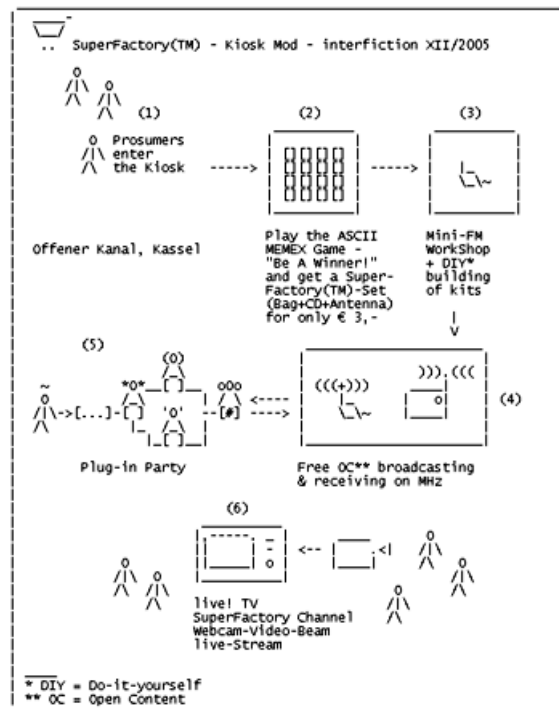 SuperFactory(TM) - Kiosk Mod - interfiction XII/2005
(1)
(2)
(3)
Prosumers
enter
the Kiosk
Offener Kanal, Kassel
Play the ASCII
MEMEX Game -
"Be A Winner!"
and get a Super-
Factory(TM)-Set
(Bag+CD+Antenna)
for only € 3,-
Mini-FM
WorkShop
+ DIY*
building
of kits
(4)
(5)
Plug-in Party
Free OC** broadcasting
& receiving on MHz
(6)
live! TV
SuperFactory Channel
Webcam-Video-Beam
live-Stream
* DIY = Do-it-yourself
** OC = Open Content